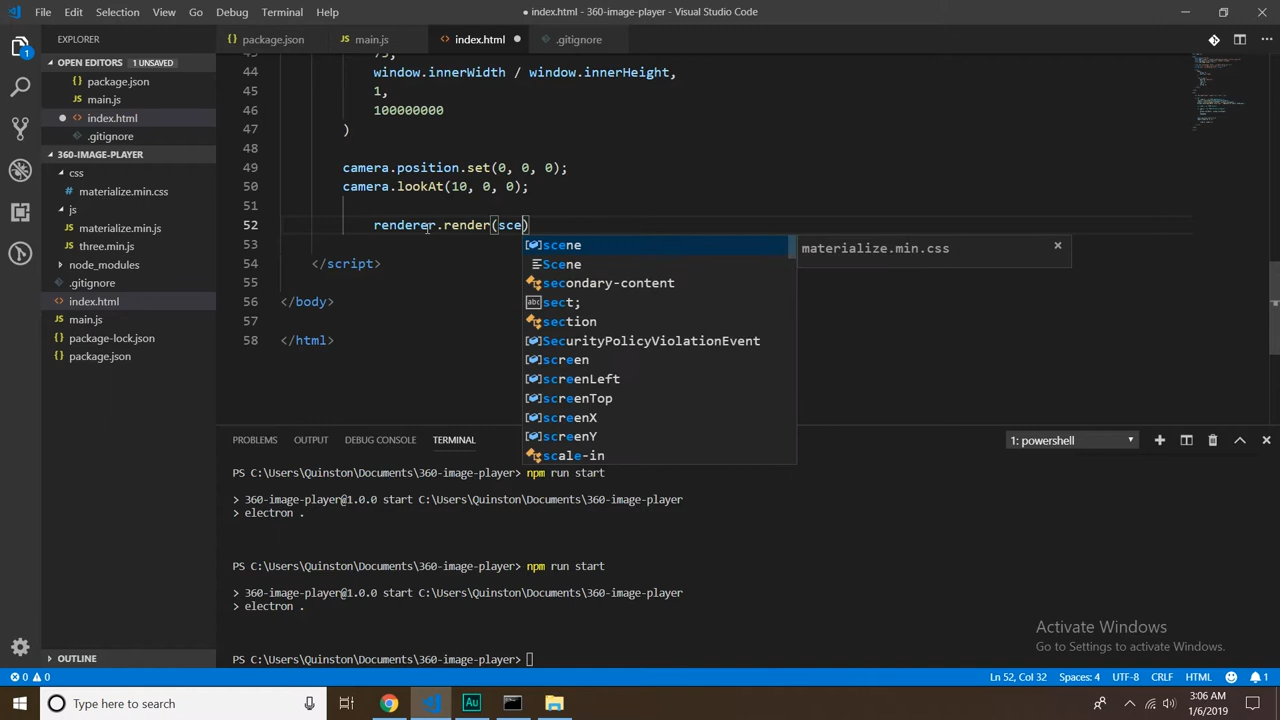 File Edit Selection View Go Debug Terminal Help
● index.html - 360-image-player - Visual Studio Code
EXPLORER
OPEN EDITORS 1 UNSAVED
package.json
main.js
index.html
.gitignore
360-IMAGE-PLAYER
css
materialize.min.css
js
materialize.min.js
three.min.js
node_modules
.gitignore
index.html
main.js
package-lock.json
package.json
OUTLINE
package.json main.js index.html .gitignore
43 75,
44 window.innerWidth / window.innerHeight,
45 1,
46 100000000
47 )
48
49 camera.position.set(0, 0, 0);
50 camera.lookAt(10, 0, 0);
51
52 renderer.render(sce)
53
54 </script>
55
56 </body>
57
58 </html>
scene
Scene
secondary-content
sect;
section
SecurityPolicyViolationEvent
screen
screenLeft
screenTop
screenX
screenY
scale-in
materialize.min.css
PROBLEMS OUTPUT DEBUG CONSOLE TERMINAL
1: powershell
PS C:\Users\Quinston\Documents\360-image-player> npm run start
> 360-image-player@1.0.0 start C:\Users\Quinston\Documents\360-image-player
> electron .
PS C:\Users\Quinston\Documents\360-image-player> npm run start
> 360-image-player@1.0.0 start C:\Users\Quinston\Documents\360-image-player
> electron .
PS C:\Users\Quinston\Documents\360-image-player>
Activate Windows
Go to Settings to activate Windows.
0 0
Ln 52, Col 32 Spaces: 4 UTF-8 CRLF HTML 1
Type here to search
Au
3:06 AM
1/6/2019